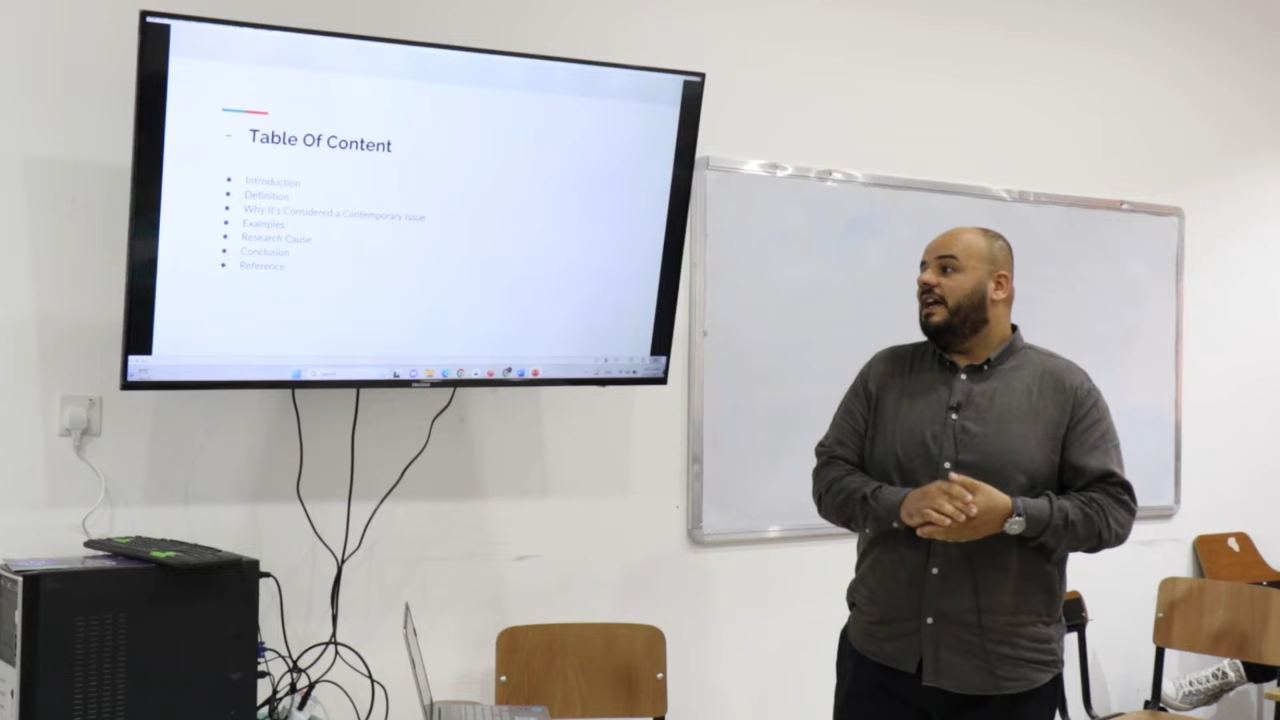 - Table Of Content
● Introduction
● Definition
● Why It's Considered a Contemporary Issue
● Examples
● Research Cause
● Conclusion
● Reference